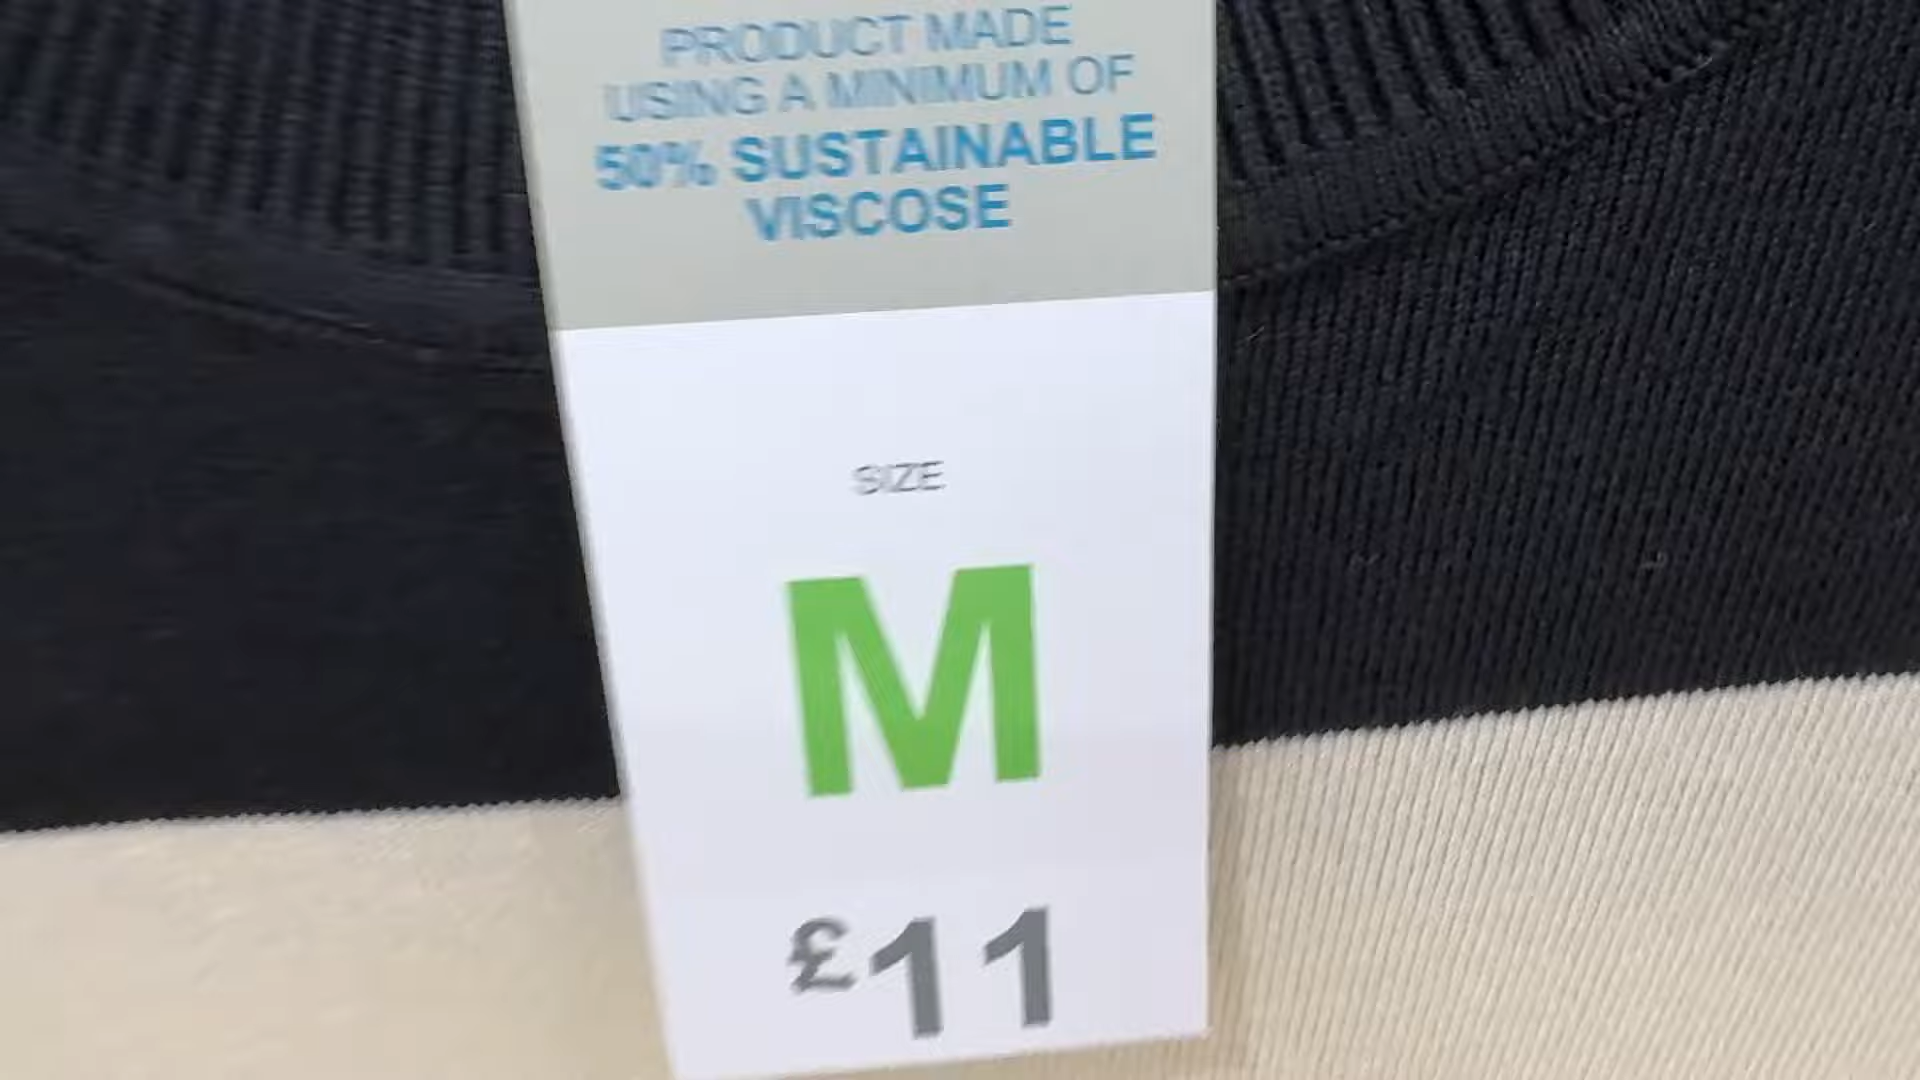 PRODUCT MADE
USING A MINIMUM OF
50% SUSTAINABLE
VISCOSE
SIZE
M
£11